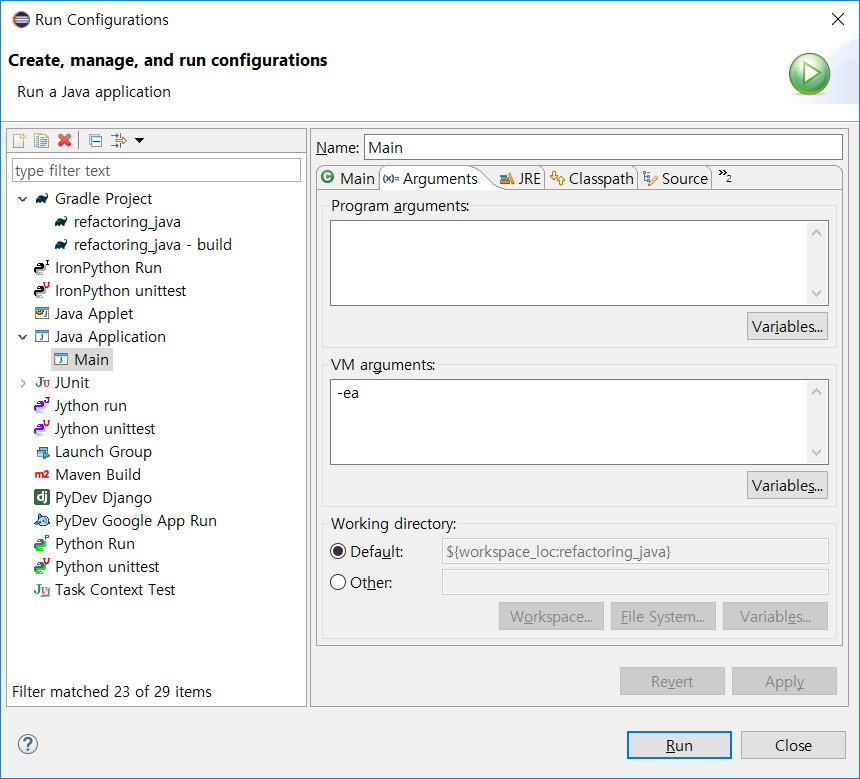 Run Configurations
Create, manage, and run configurations
Run a Java application
type filter text
Gradle Project
refactoring_java
refactoring_java - build
IronPython Run
IronPython unittest
Java Applet
Java Application
Main
JUnit
Jython run
Jython unittest
Launch Group
Maven Build
PyDev Django
PyDev Google App Run
Python Run
Python unittest
Task Context Test
Filter matched 23 of 29 items
Name: Main
Main (x)= Arguments JRE Classpath Source »2
Program arguments:
Variables...
VM arguments:
-ea
Variables...
Working directory:
Default: ${workspace_loc:refactoring_java}
Other:
Workspace... File System... Variables...
Revert Apply
Run Close